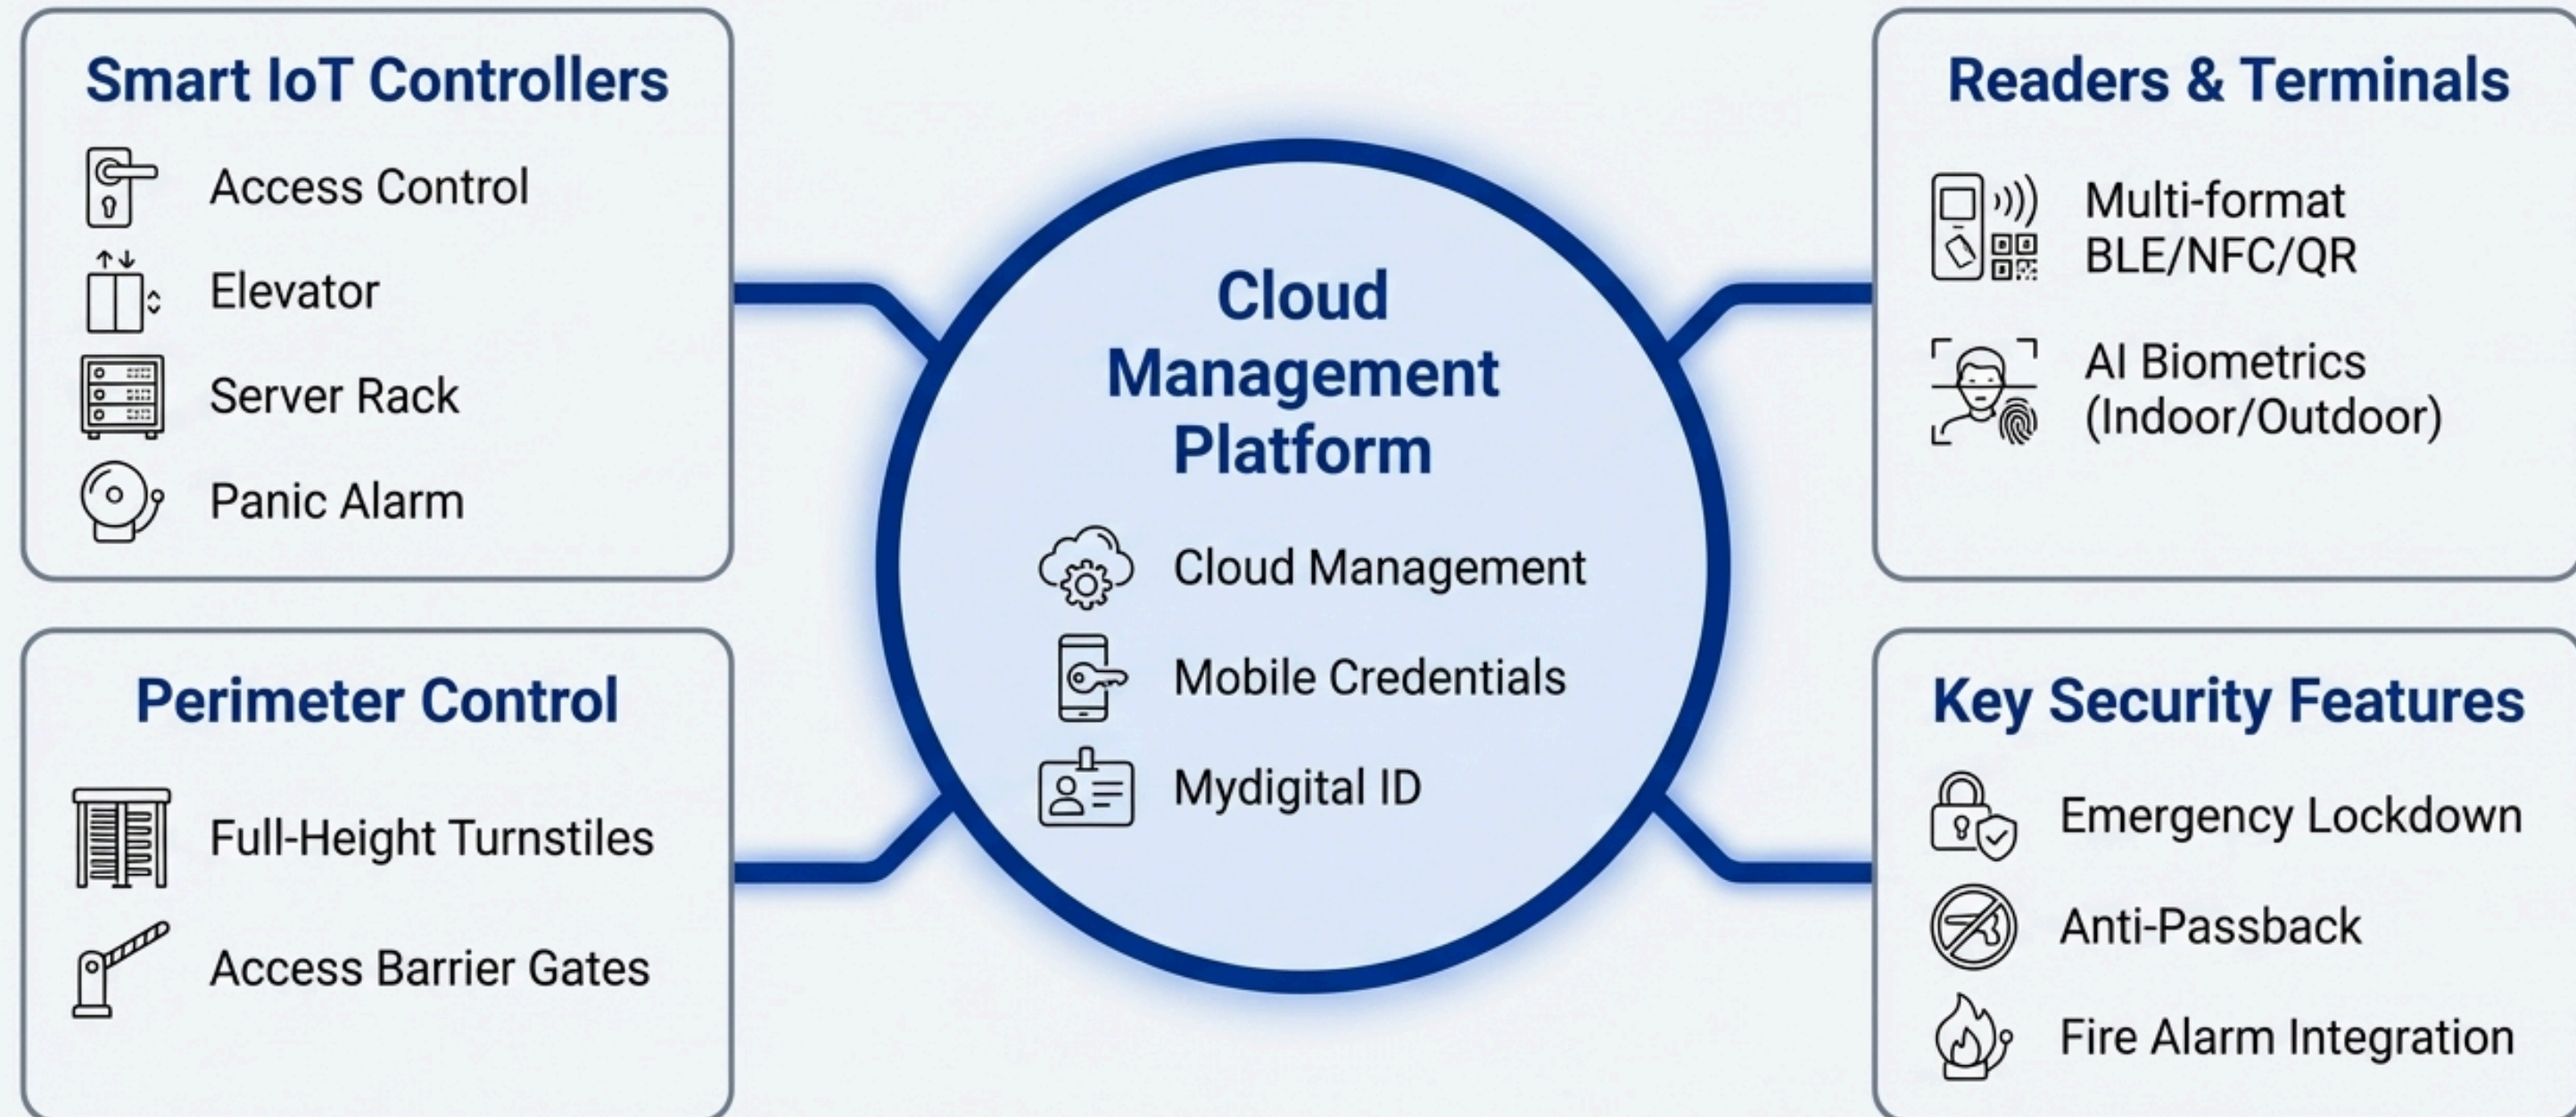 Smart IoT Controllers
Access Control
Elevator
Server Rack
Panic Alarm
Perimeter Control
Full-Height Turnstiles
Access Barrier Gates
Cloud
Management
Platform
Cloud Management
Mobile Credentials
Mydigital ID
Readers & Terminals
Multi-format
BLE/NFC/QR
AI Biometrics
(Indoor/Outdoor)
Key Security Features
Emergency Lockdown
Anti-Passback
Fire Alarm Integration